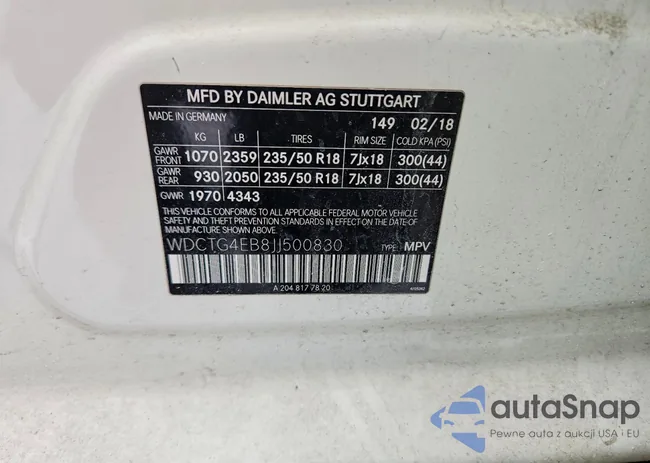 MFD BY DAIMLER AG STUTTGART
MADE IN GERMANY 149 02/18
KG LB TIRES RIM SIZE COLD KPA (PSI)
GAWR FRONT 1070 2359 235/50 R18 7Jx18 300(44)
GAWR REAR 930 2050 235/50 R18 7Jx18 300(44)
GVWR 1970 4343
THIS VEHICLE CONFORMS TO ALL APPLICABLE FEDERAL MOTOR VEHICLE
SAFETY AND THEFT PREVENTION STANDARDS IN EFFECT ON THE DATE OF
MANUFACTURE SHOWN ABOVE.
WDCTG4EB8JJ500830 TYPE: MPV
A 204 817 78 20
autaSnap
Pewne auta z aukcji USA i EU